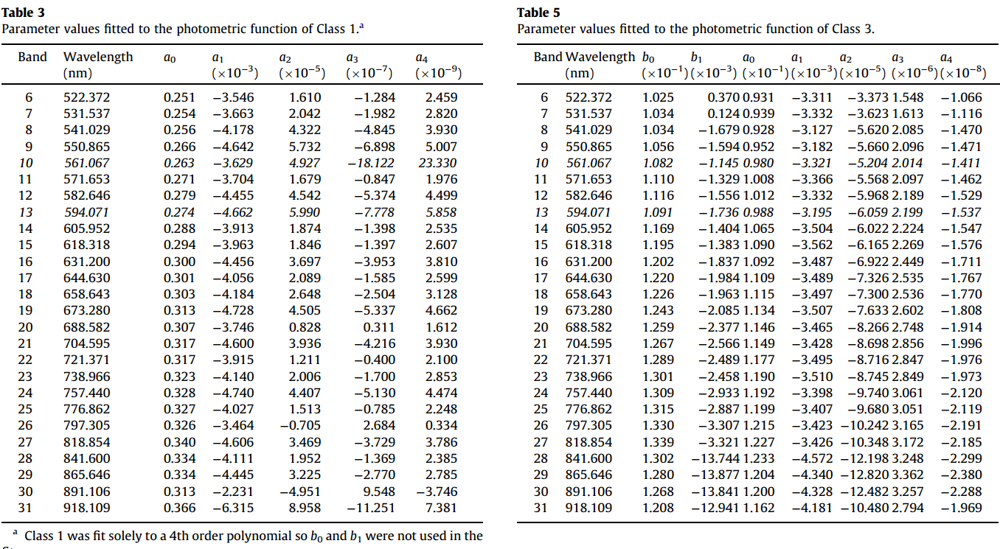 Table 3
Parameter values fitted to the photometric function of Class 1.a
Band Wavelength (nm) a0 a1 (×10−3) a2 (×10−5) a3 (×10−7) a4 (×10−9)
6 522.372 0.251 −3.546 1.610 −1.284 2.459
7 531.537 0.254 −3.663 2.042 −1.982 2.820
8 541.029 0.256 −4.178 4.322 −4.845 3.930
9 550.865 0.266 −4.642 5.732 −6.898 5.007
10 561.067 0.263 −3.629 4.927 −18.122 23.330
11 571.653 0.271 −3.704 1.679 −0.847 1.976
12 582.646 0.279 −4.455 4.542 −5.374 4.499
13 594.071 0.274 −4.662 5.990 −7.778 5.858
14 605.952 0.288 −3.913 1.874 −1.398 2.535
15 618.318 0.294 −3.963 1.846 −1.397 2.607
16 631.200 0.300 −4.456 3.697 −3.953 3.810
17 644.630 0.301 −4.056 2.089 −1.585 2.599
18 658.643 0.303 −4.184 2.648 −2.504 3.128
19 673.280 0.313 −4.728 4.505 −5.337 4.662
20 688.582 0.307 −3.746 0.828 0.311 1.612
21 704.595 0.317 −4.600 3.936 −4.216 3.930
22 721.371 0.317 −3.915 1.211 −0.400 2.100
23 738.966 0.323 −4.140 2.006 −1.700 2.853
24 757.440 0.328 −4.740 4.407 −5.130 4.474
25 776.862 0.327 −4.027 1.513 −0.785 2.248
26 797.305 0.326 −3.464 −0.705 2.684 0.334
27 818.854 0.340 −4.606 3.469 −3.729 3.786
28 841.600 0.334 −4.111 1.952 −1.369 2.385
29 865.646 0.334 −4.445 3.225 −2.770 2.785
30 891.106 0.313 −2.231 −4.951 9.548 −3.746
31 918.109 0.366 −6.315 8.958 −11.251 7.381
a Class 1 was fit solely to a 4th order polynomial so b0 and b1 were not used in the
Table 5
Parameter values fitted to the photometric function of Class 3.
Band Wavelength (nm) b0 (×10−1) b1 (×10−3) a0 (×10−1) a1 (×10−3) a2 (×10−5) a3 (×10−6) a4 (×10−8)
6 522.372 1.025 0.370 0.931 −3.311 −3.373 1.548 −1.066
7 531.537 1.034 0.124 0.939 −3.332 −3.623 1.613 −1.116
8 541.029 1.034 −1.679 0.928 −3.127 −5.620 2.085 −1.470
9 550.865 1.056 −1.594 0.952 −3.182 −5.660 2.096 −1.471
10 561.067 1.082 −1.145 0.980 −3.321 −5.204 2.014 −1.411
11 571.653 1.110 −1.329 1.008 −3.366 −5.568 2.097 −1.462
12 582.646 1.116 −1.556 1.012 −3.332 −5.968 2.189 −1.529
13 594.071 1.091 −1.736 0.988 −3.195 −6.059 2.199 −1.537
14 605.952 1.169 −1.404 1.065 −3.504 −6.022 2.224 −1.547
15 618.318 1.195 −1.383 1.090 −3.562 −6.165 2.269 −1.576
16 631.200 1.202 −1.837 1.092 −3.487 −6.922 2.449 −1.711
17 644.630 1.220 −1.984 1.109 −3.489 −7.326 2.535 −1.767
18 658.643 1.226 −1.963 1.115 −3.497 −7.300 2.536 −1.770
19 673.280 1.243 −2.085 1.134 −3.507 −7.633 2.602 −1.808
20 688.582 1.259 −2.377 1.146 −3.465 −8.266 2.748 −1.914
21 704.595 1.267 −2.566 1.149 −3.428 −8.698 2.856 −1.996
22 721.371 1.289 −2.489 1.177 −3.495 −8.716 2.847 −1.976
23 738.966 1.301 −2.458 1.190 −3.510 −8.745 2.849 −1.973
24 757.440 1.309 −2.933 1.192 −3.398 −9.740 3.061 −2.120
25 776.862 1.315 −2.887 1.199 −3.407 −9.680 3.051 −2.119
26 797.305 1.330 −3.307 1.215 −3.423 −10.242 3.165 −2.191
27 818.854 1.339 −3.321 1.227 −3.426 −10.348 3.172 −2.185
28 841.600 1.302 −13.744 1.233 −4.572 −12.198 3.248 −2.299
29 865.646 1.280 −13.877 1.204 −4.340 −12.820 3.362 −2.380
30 891.106 1.268 −13.841 1.200 −4.328 −12.482 3.257 −2.288
31 918.109 1.208 −12.941 1.162 −4.181 −10.480 2.794 −1.969